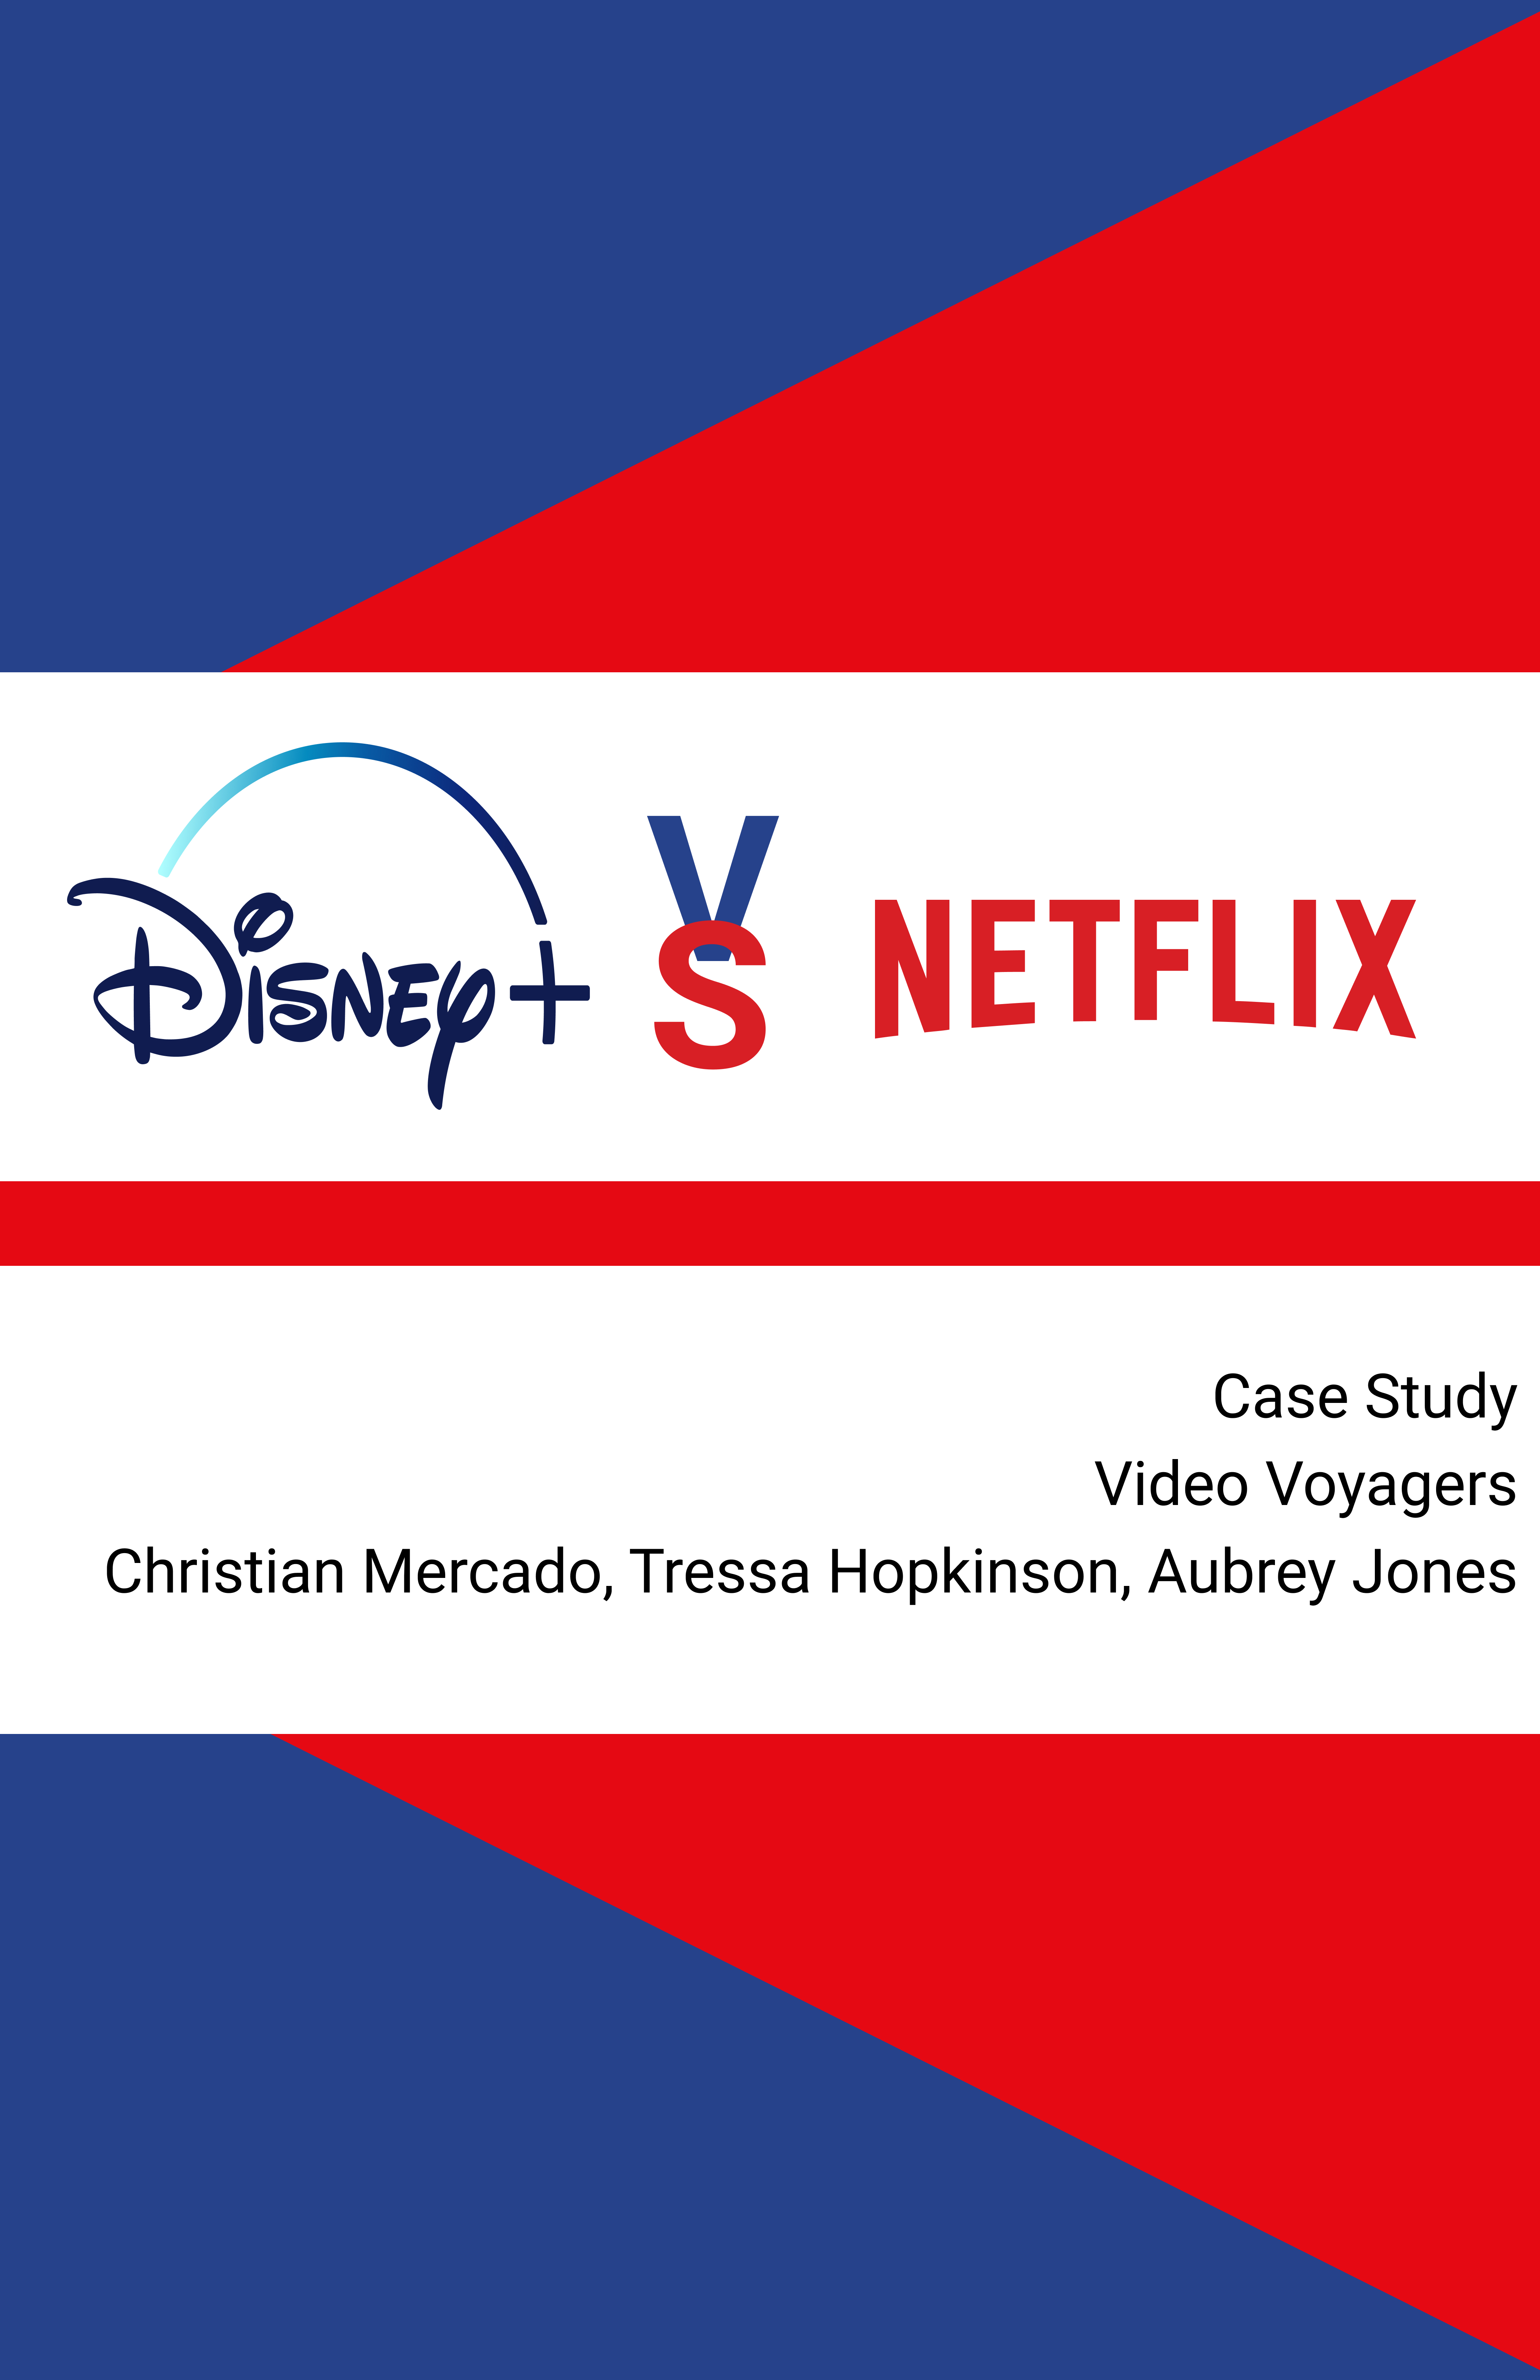 Disney+ VS NETFLIX
Case Study
Video Voyagers
Christian Mercado, Tressa Hopkinson, Aubrey Jones